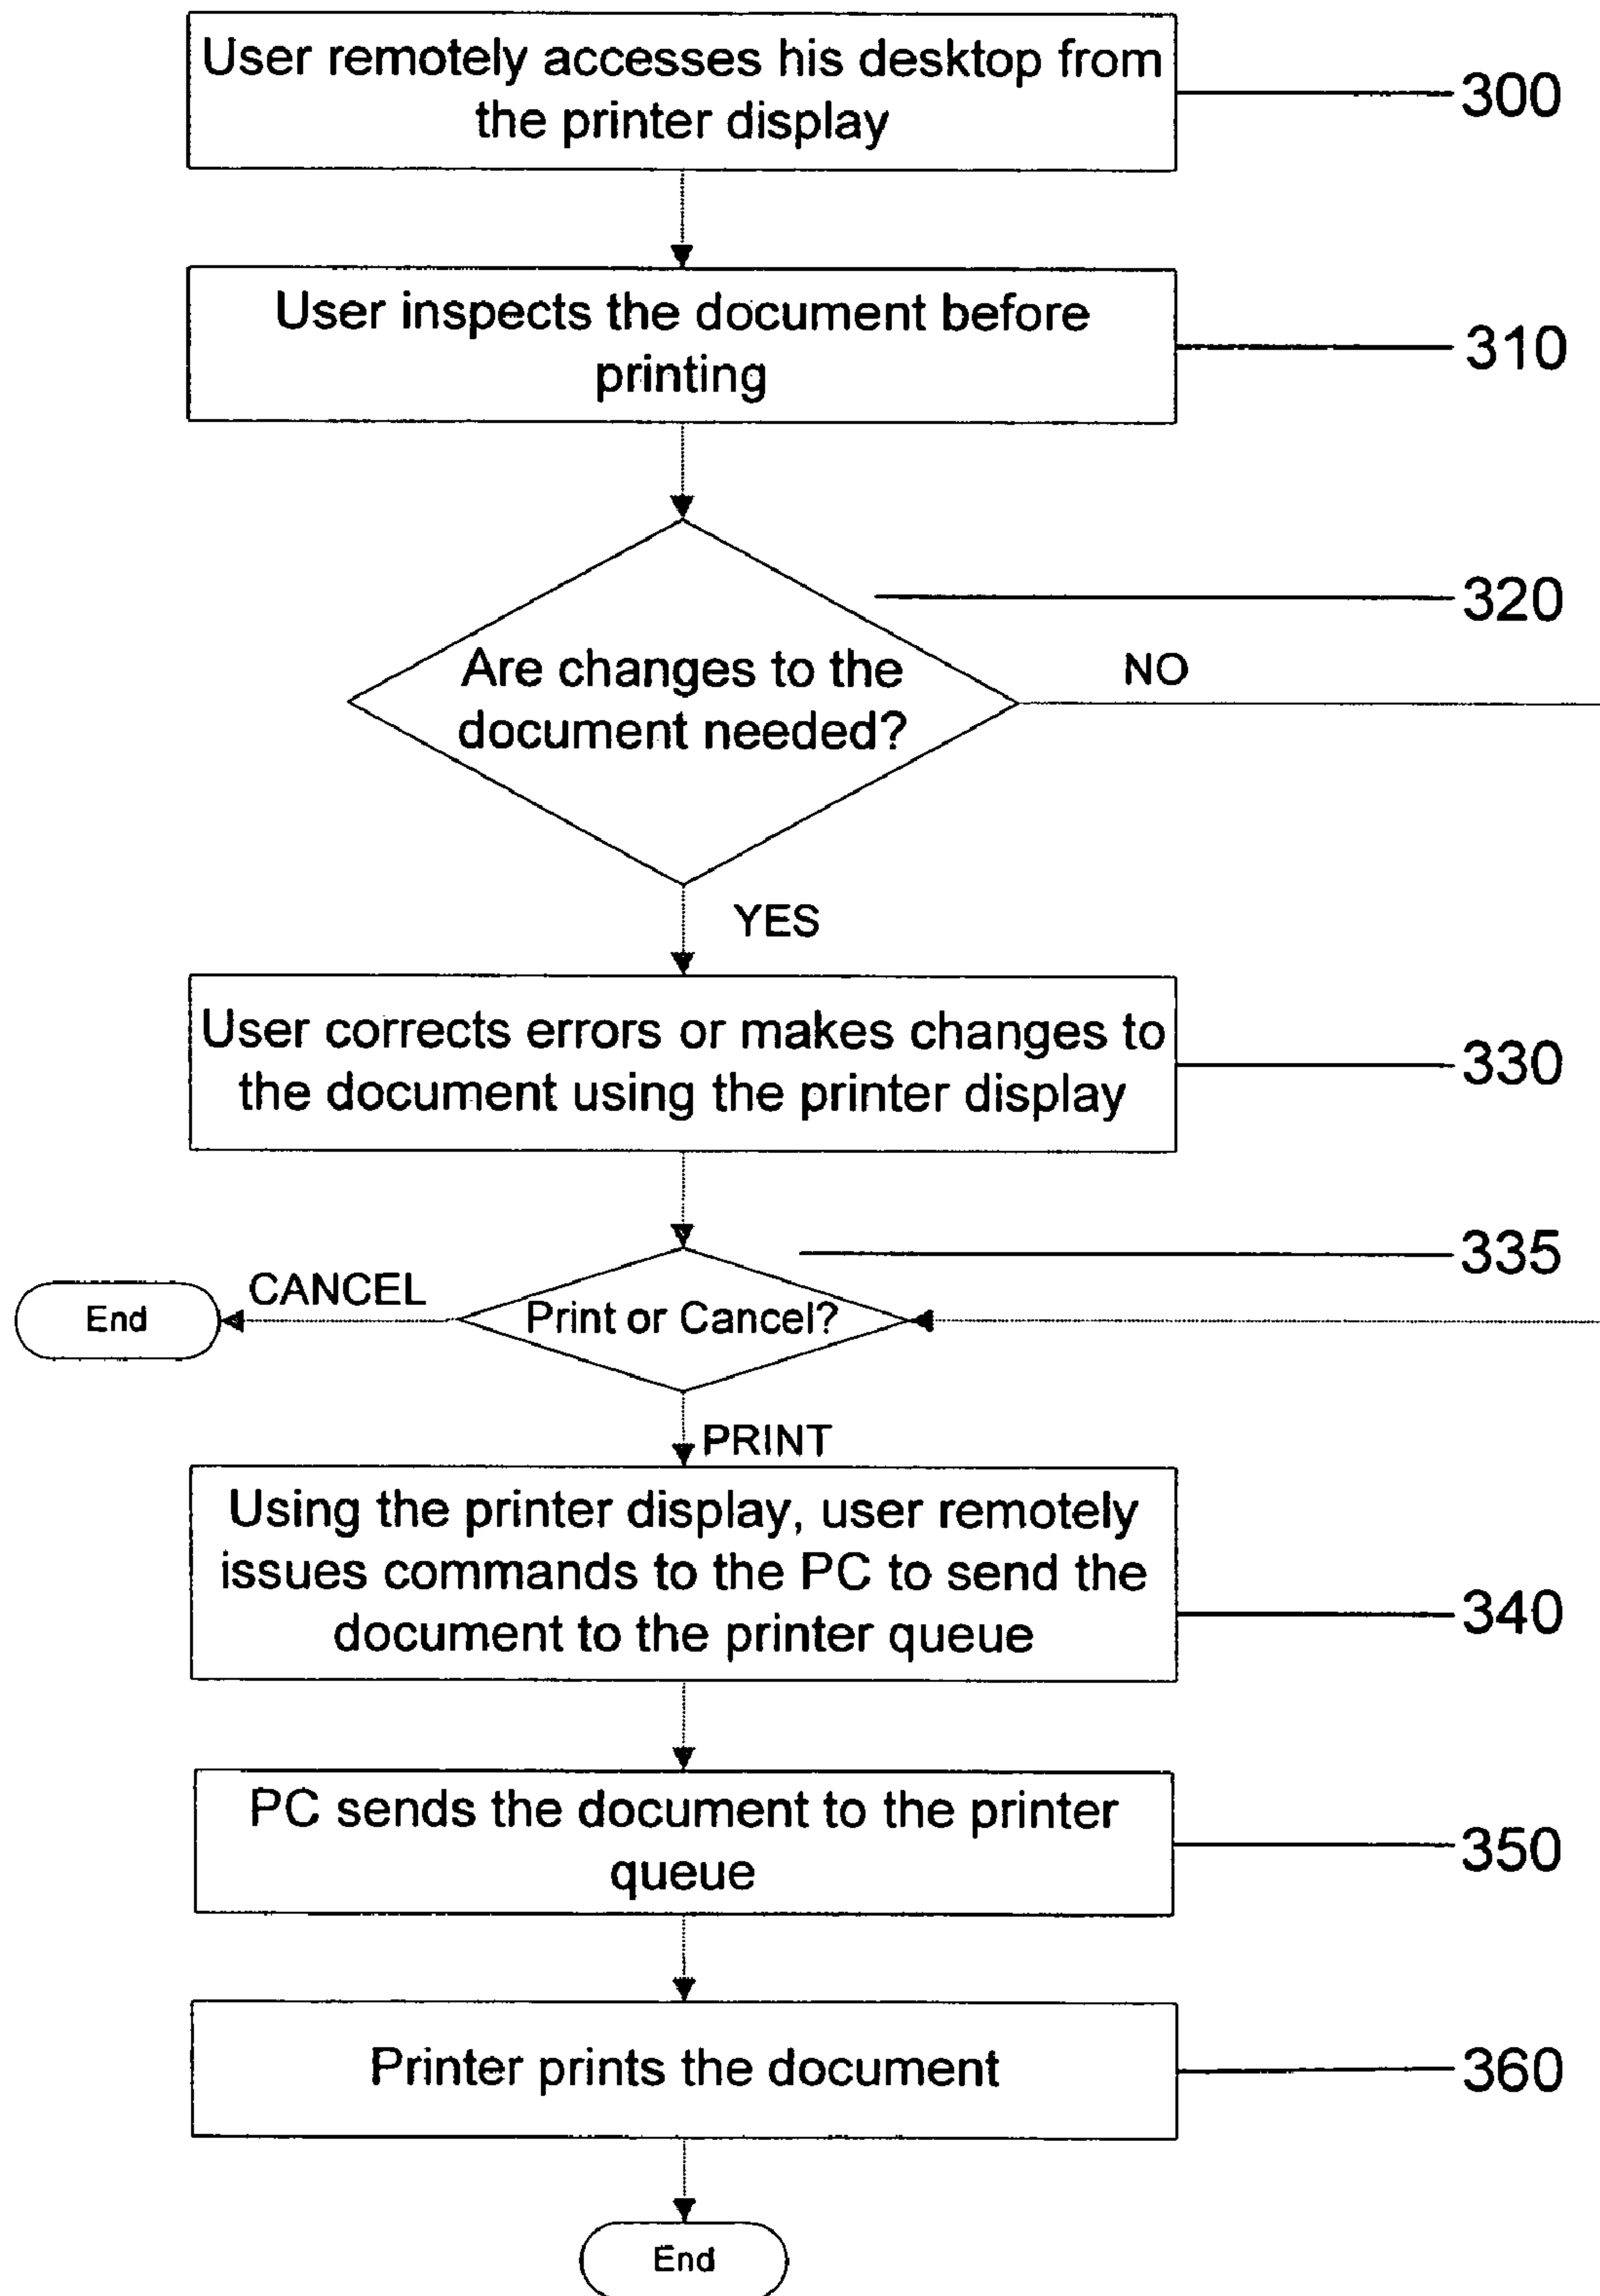 User remotely accesses his desktop from
the printer display
300
User inspects the document before
printing
310
320
Are changes to the
document needed?
NO
YES
User corrects errors or makes changes to
the document using the printer display
330
335
CANCEL
End
Print or Cancel?
PRINT
Using the printer display, user remotely
issues commands to the PC to send the
document to the printer queue
340
PC sends the document to the printer
queue
350
Printer prints the document
360
End